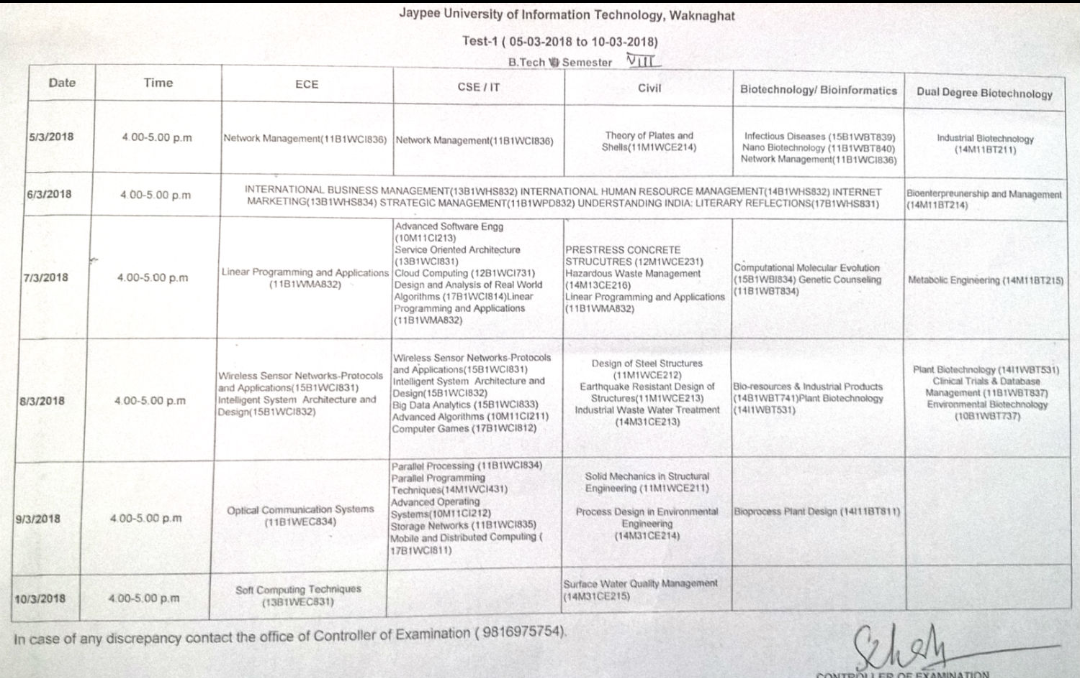 Jaypee University of Information Technology, Waknaghat
Test-1 ( 05-03-2018 to 10-03-2018)
B.Tech Semester VIII
Date
Time
ECE
CSE / IT
Civil
Biotechnology/ Bioinformatics
Dual Degree Biotechnology
5/3/2018
4.00-5.00 p.m
Network Management(11B1WCI836)
Network Management(11B1WCI836)
Theory of Plates and
Shells(11M1WCE214)
Infectious Diseases (15B1WBT839)
Nano Biotechnology (11B1WBT840)
Network Management(11B1WCI836)
Industrial Biotechnology
(14M11BT211)
6/3/2018
4.00-5.00 p.m
INTERNATIONAL BUSINESS MANAGEMENT(13B1WHS832) INTERNATIONAL HUMAN RESOURCE MANAGEMENT(14B1WHS832) INTERNET
MARKETING(13B1WHS834) STRATEGIC MANAGEMENT(11B1WPD832) UNDERSTANDING INDIA: LITERARY REFLECTIONS(17B1WHS831)
Bioenterpreunership and Management
(14M11BT214)
7/3/2018
4.00-5.00 p.m
Linear Programming and Applications
(11B1WMA832)
Advanced Software Engg
(10M11CI213)
Service Oriented Architecture
(13B1WCI831)
Cloud Computing (12B1WCI731)
Design and Analysis of Real World
Algorithms (17B1WCI814)Linear
Programming and Applications
(11B1WMA832)
PRESTRESS CONCRETE
STRUCUTRES (12M1WCE231)
Hazardous Waste Management
(14M13CE216)
Linear Programming and Applications
(11B1WMA832)
Computational Molecular Evolution
(15B1WBI834) Genetic Counseling
(11B1WBT834)
Metabolic Engineering (14M11BT215)
8/3/2018
4.00-5.00 p.m
Wireless Sensor Networks-Protocols
and Applications(15B1WCI831)
Intelligent System Architecture and
Design(15B1WCI832)
Wireless Sensor Networks-Protocols
and Applications(15B1WCI831)
Intelligent System Architecture and
Design(15B1WCI832)
Big Data Analytics (15B1WCI833)
Advanced Algorithms (10M11CI211)
Computer Games (17B1WCI812)
Design of Steel Structures
(11M1WCE212)
Earthquake Resistant Design of
Structures(11M1WCE213)
Industrial Waste Water Treatment
(14M31CE213)
Bio-resources & Industrial Products
(14B1WBT741)Plant Biotechnology
(14I1WBT531)
Plant Biotechnology (14I1WBT531)
Clinical Trials & Database
Management (11B1WBT837)
Environmental Biotechnology
(10B1WBT737)
9/3/2018
4.00-5.00 p.m
Optical Communication Systems
(11B1WEC834)
Parallel Processing (11B1WCI834)
Parallel Programming
Techniques(14M1WCI431)
Advanced Operating
Systems(10M11CI212)
Storage Networks (11B1WCI835)
Mobile and Distributed Computing (
17B1WCI811)
Solid Mechanics in Structural
Engineering (11M1WCE211)
Process Design in Environmental
Engineering
(14M31CE214)
Bioprocess Plant Design (14I11BT811)
10/3/2018
4.00-5.00 p.m
Soft Computing Techniques
(13B1WEC831)
Surface Water Quality Management
(14M31CE215)
In case of any discrepancy contact the office of Controller of Examination ( 9816975754).
CONTROLLER OF EXAMINATION